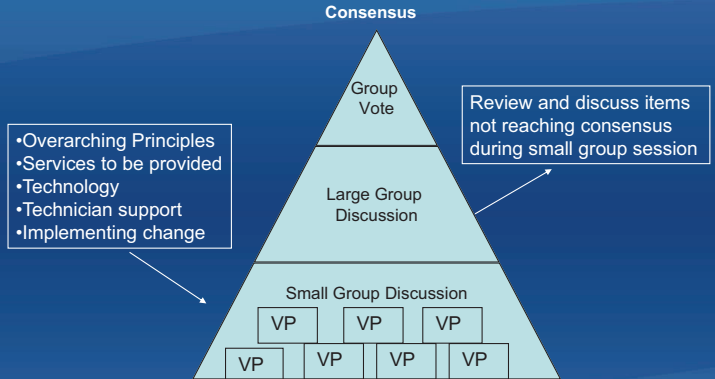 Consensus
Group
Vote
Review and discuss items
not reaching consensus
during small group session
•Overarching Principles
•Services to be provided
•Technology
•Technician support
•Implementing change
Large Group
Discussion
Small Group Discussion
VP VP VP
VP VP VP VP